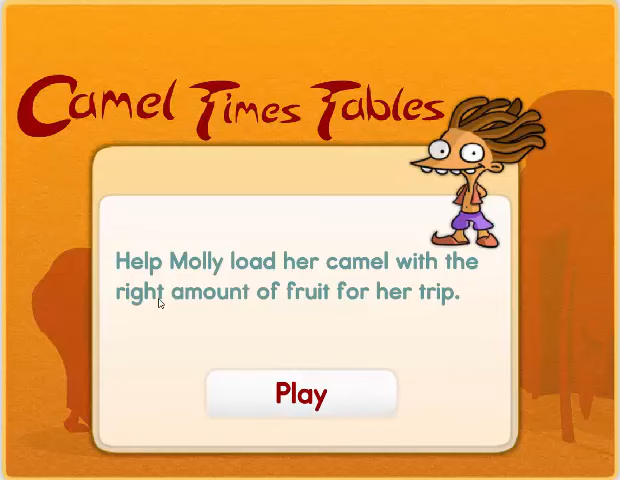 Camel Times Tables
Help Molly load her camel with the
right amount of fruit for her trip.
Play